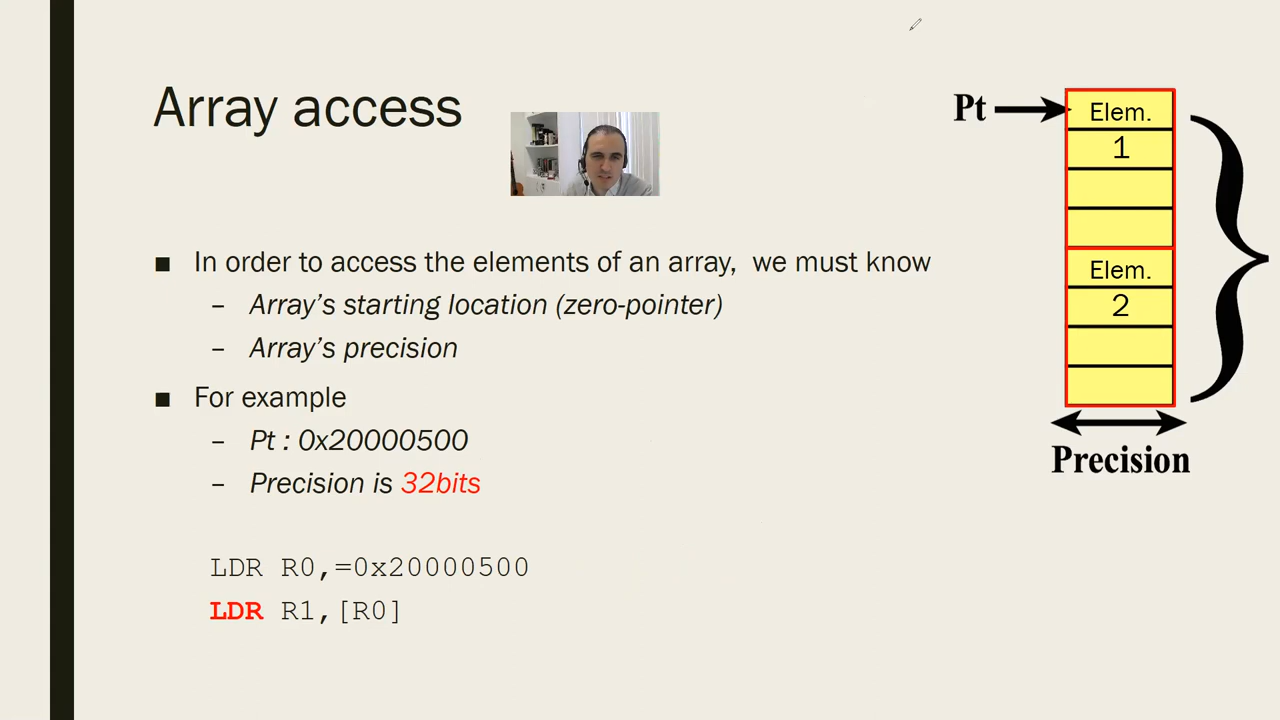 Array access
■ In order to access the elements of an array, we must know
– Array's starting location (zero-pointer)
– Array's precision
■ For example
– Pt : 0x20000500
– Precision is 32bits
LDR R0,=0x20000500
LDR R1,[R0]
Pt
Elem.
1
Elem.
2
Precision